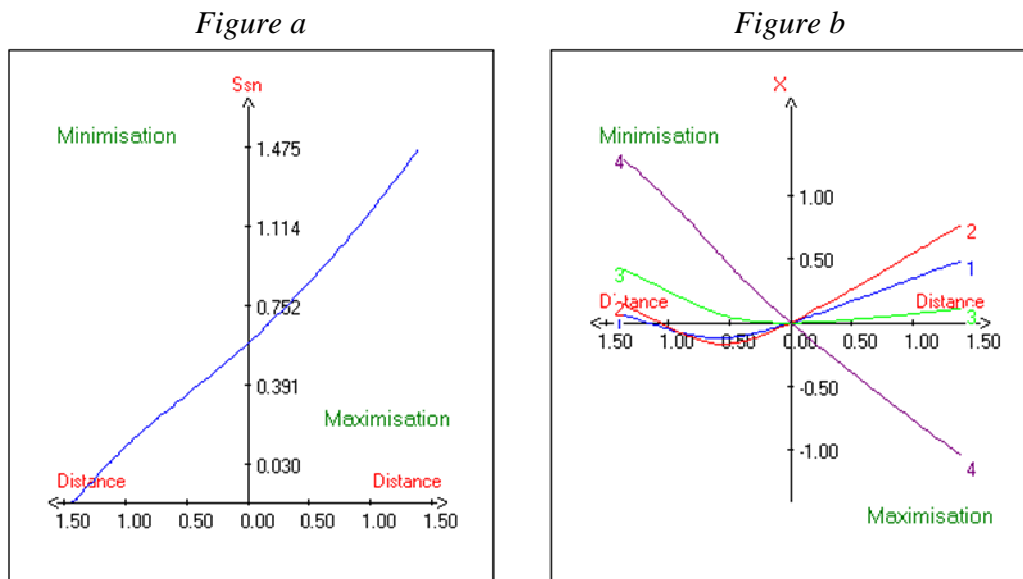 Figure a
Figure b
Ssn
Minimisation
1.475
1.114
0.752
0.391
Maximisation
0.030
Distance
Distance
1.50 1.00 0.50 0.00 0.50 1.00 1.50
X
Minimisation
4
1.00
2
0.50
1
3
Distance
Distance
2
1
3
1.50 1.00 0.50 0.00 0.50 1.00 1.50
-0.50
-1.00
4
Maximisation